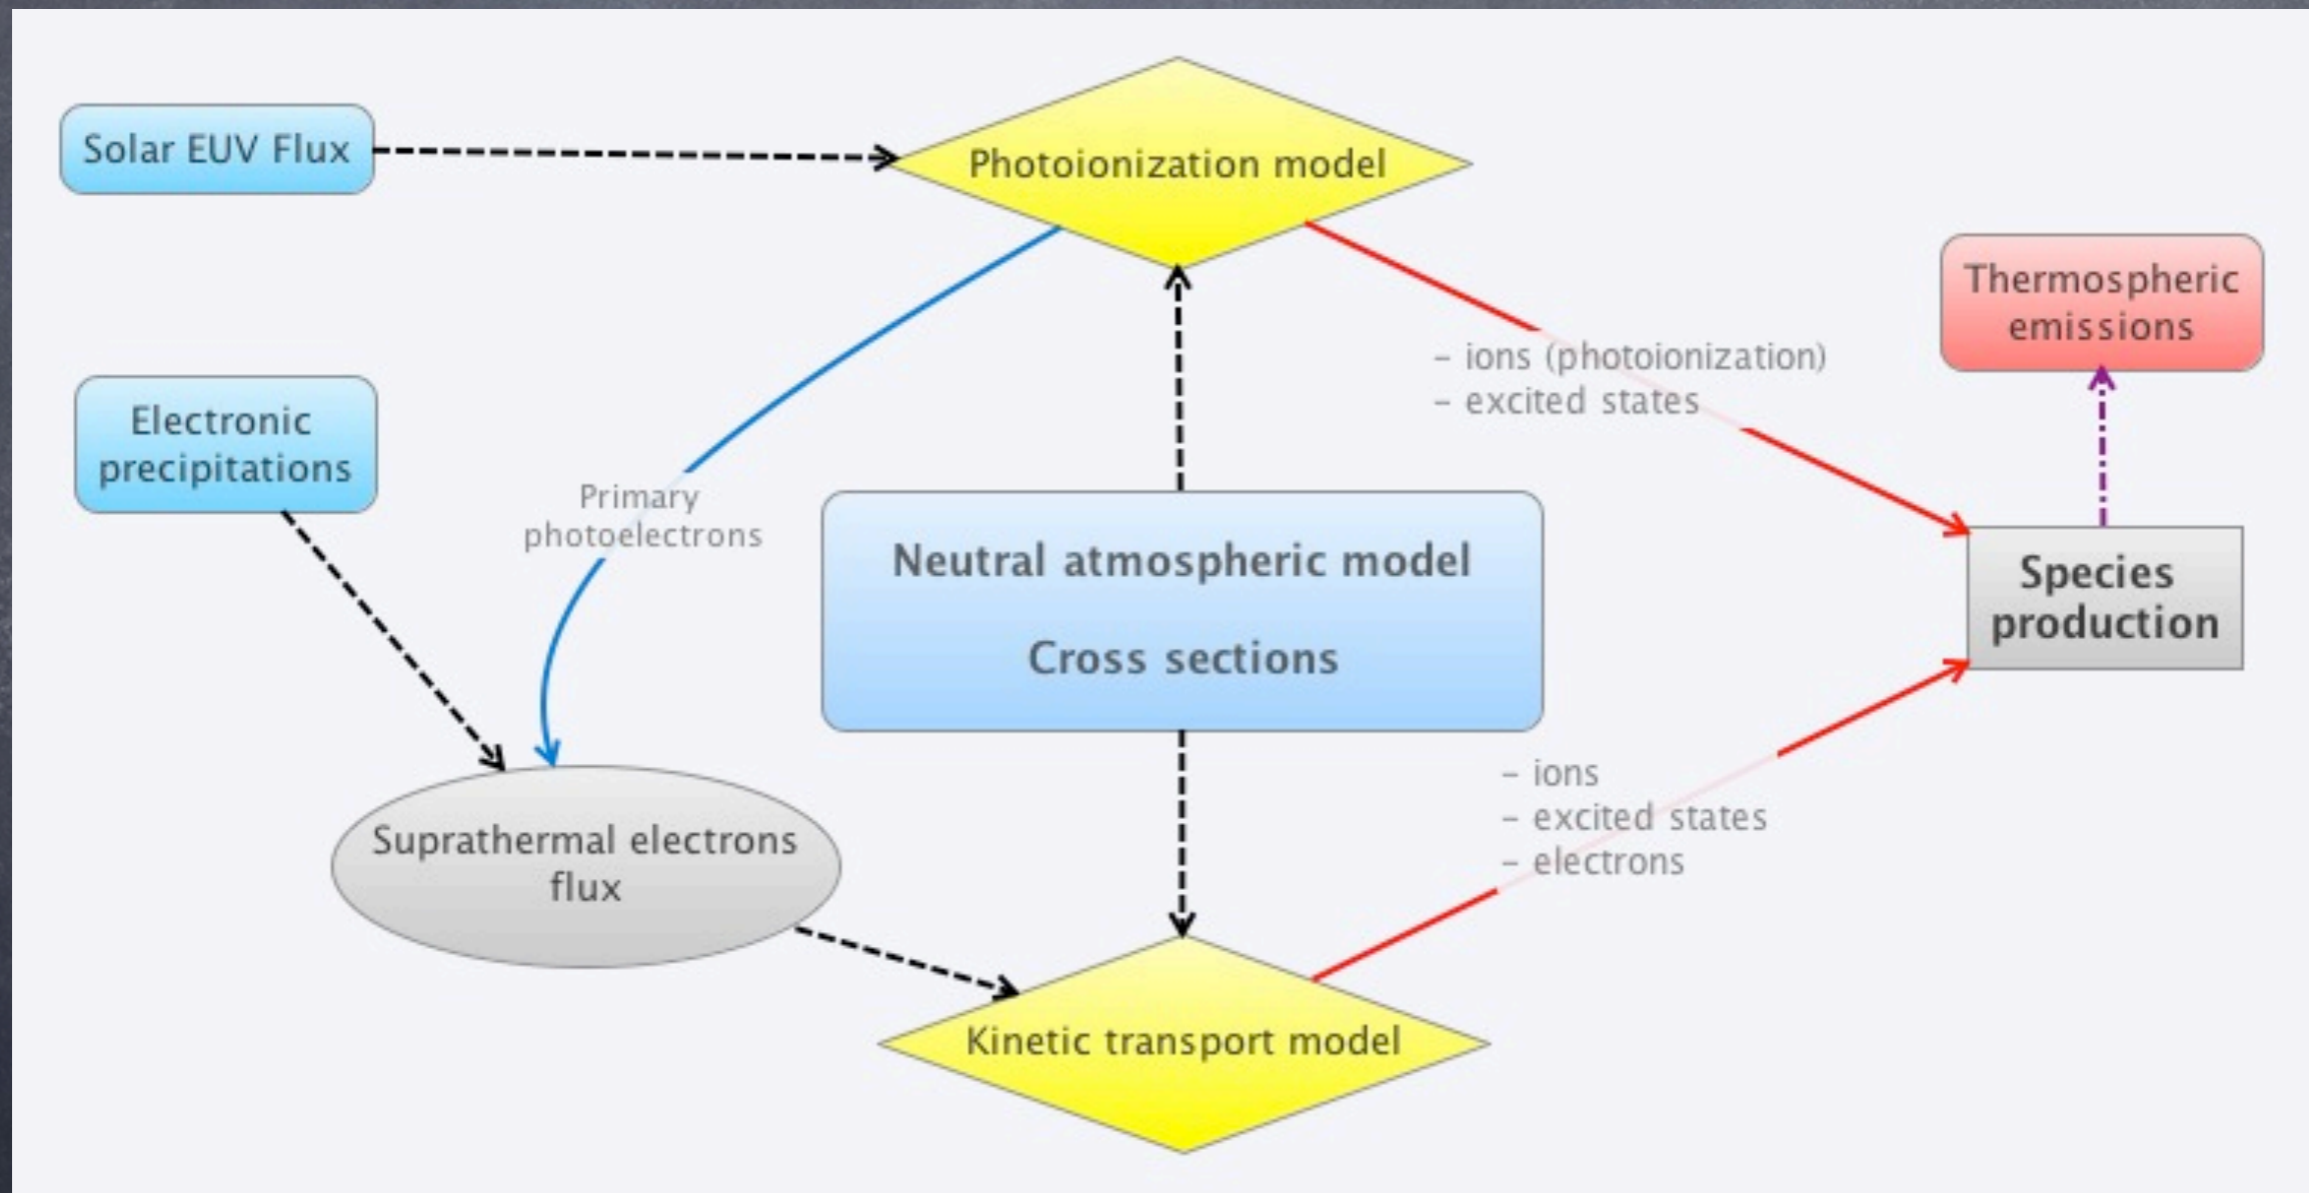 Solar EUV Flux
Photoionization model
Thermospheric
emissions
– ions (photoionization)
– excited states
Electronic
precipitations
Primary
photoelectrons
Neutral atmospheric model
Cross sections
Species
production
– ions
– excited states
– electrons
Suprathermal electrons
flux
Kinetic transport model